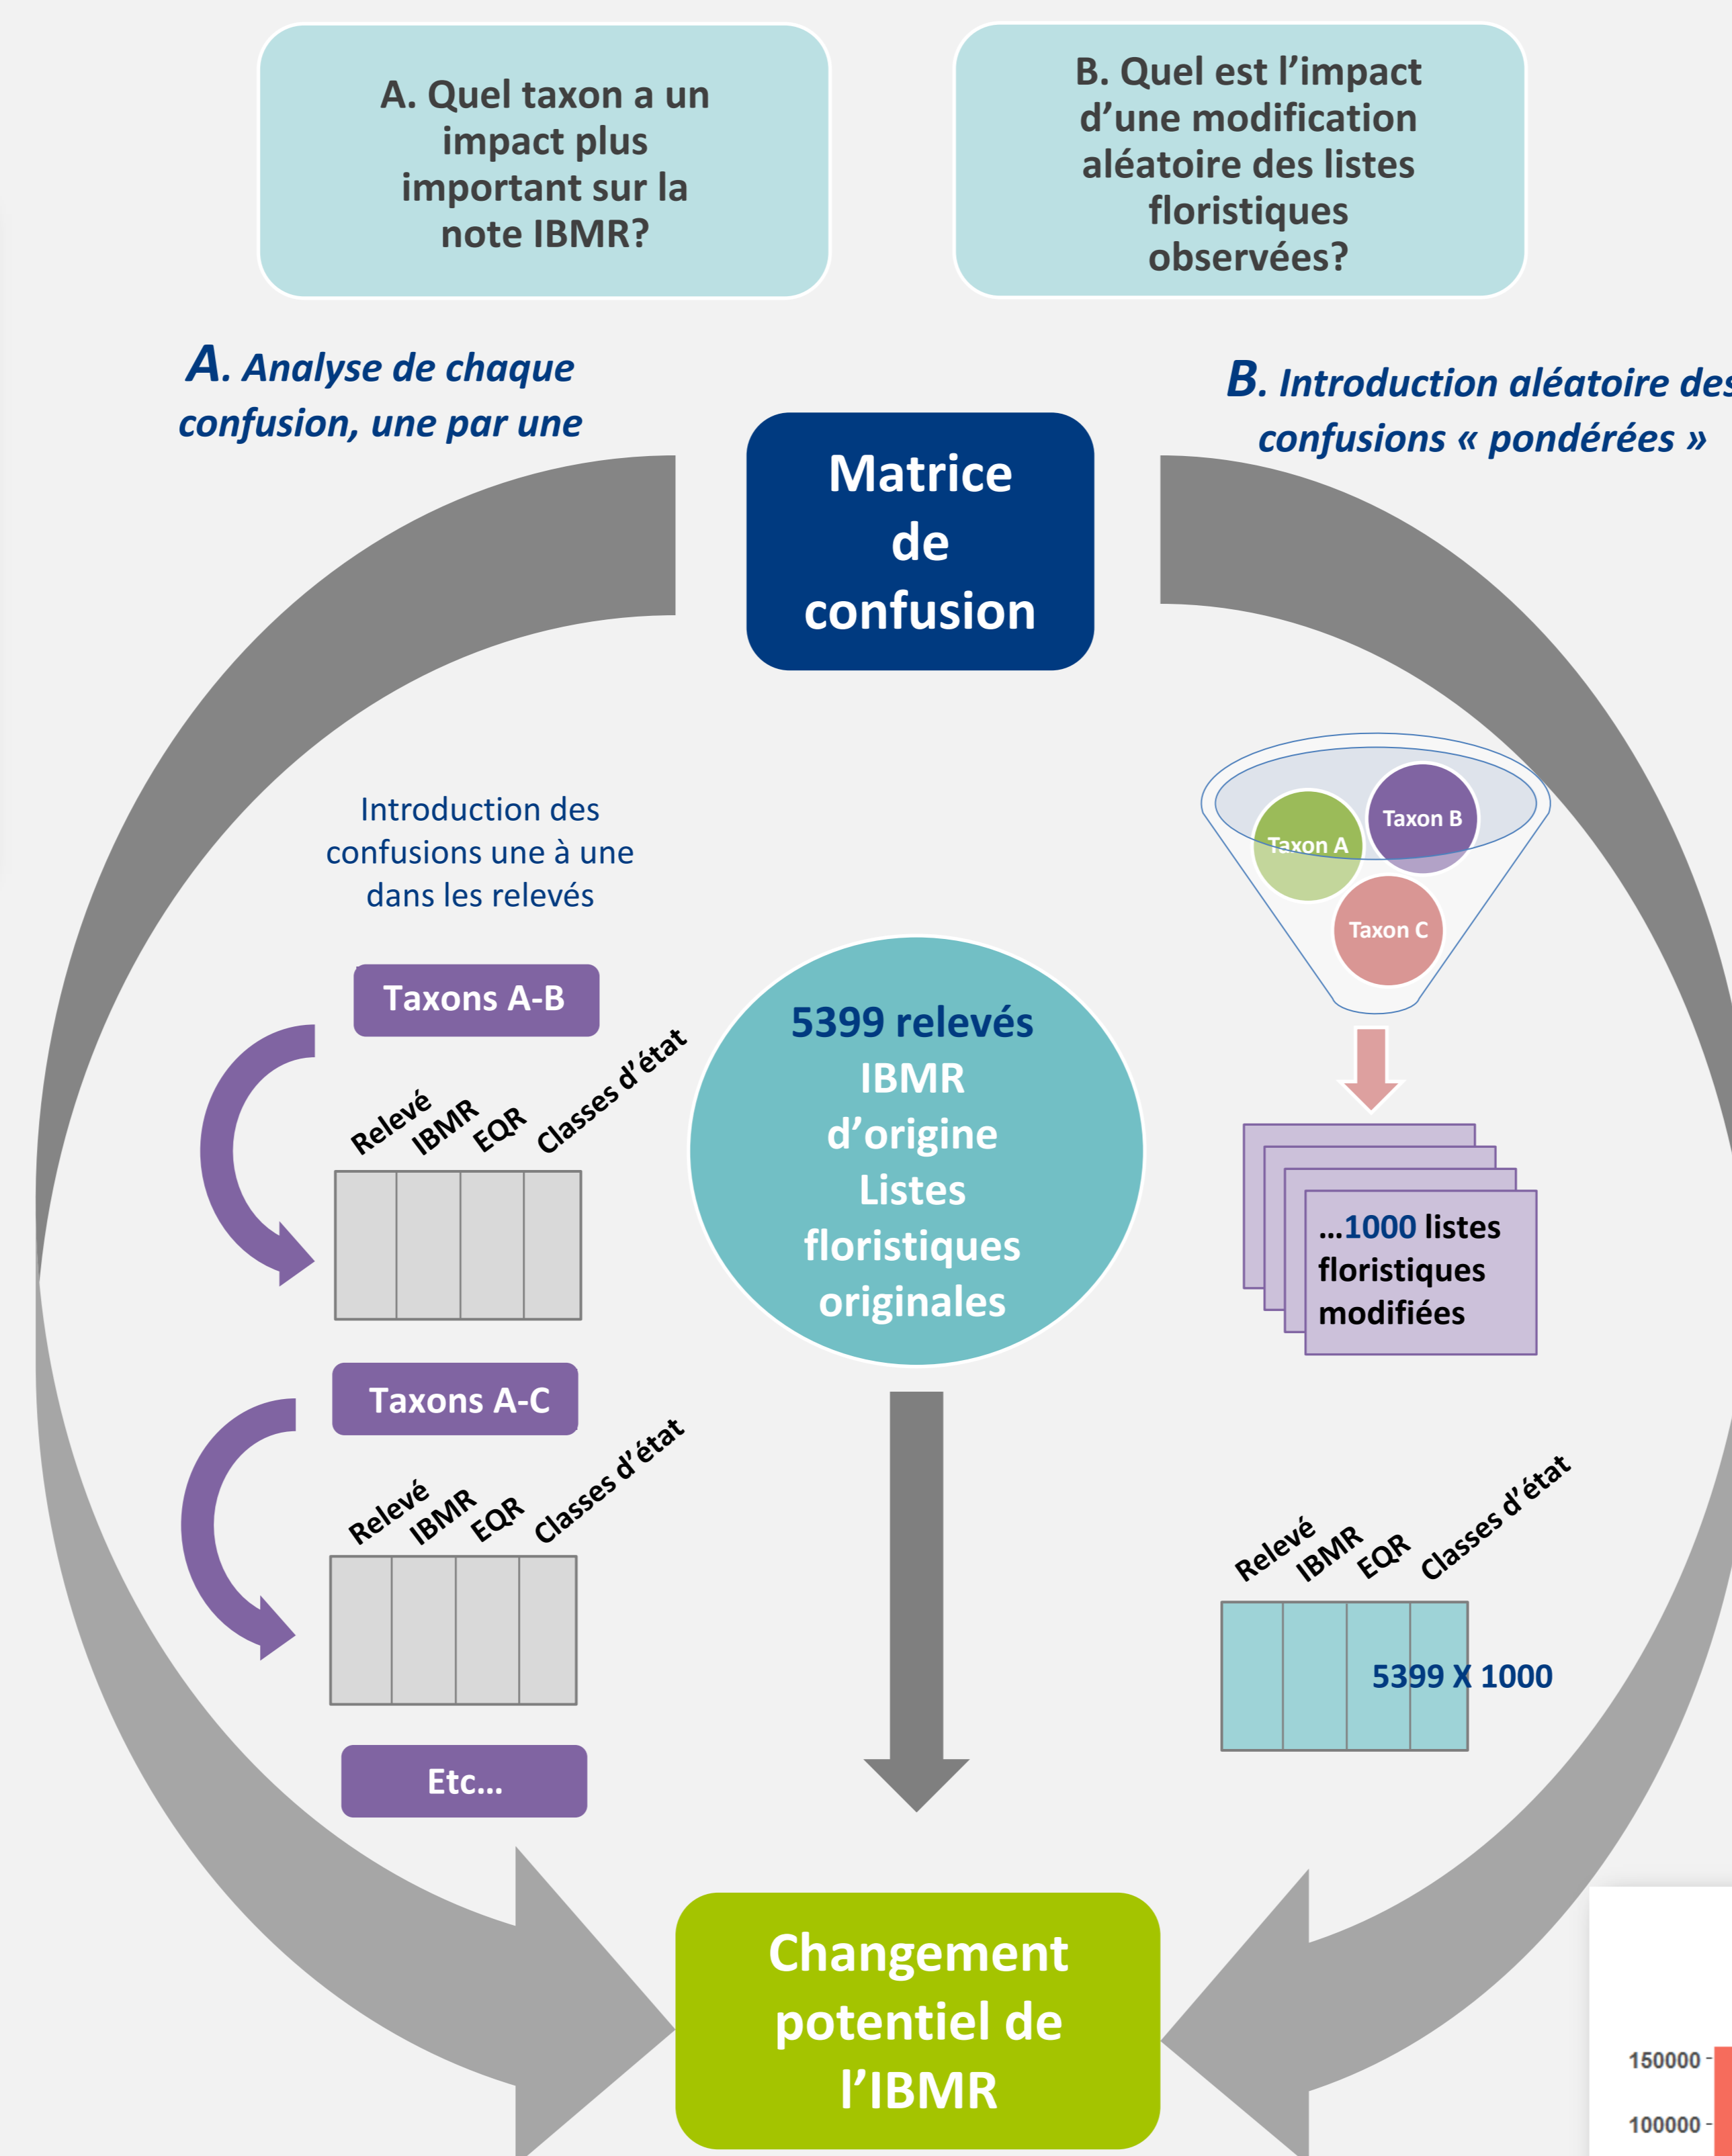 A. Quel taxon a un
impact plus
important sur la
note IBMR?
B. Quel est l’impact
d’une modification
aléatoire des listes
floristiques
observées?
A. Analyse de chaque
confusion, une par une
B. Introduction aléatoire des
confusions « pondérées »
Matrice
de
confusion
Introduction des
confusions une à une
dans les relevés
Taxons A-B
Relevé
IBMR
EQR
Classes d’état
Taxons A-C
Relevé
IBMR
EQR
Classes d’état
Etc…
5399 relevés
IBMR
d’origine
Listes
floristiques
originales
Taxon A
Taxon B
Taxon C
…1000 listes
floristiques
modifiées
Relevé
IBMR
EQR
Classes d’état
5399 X 1000
Changement
potentiel de
l’IBMR
150000
100000